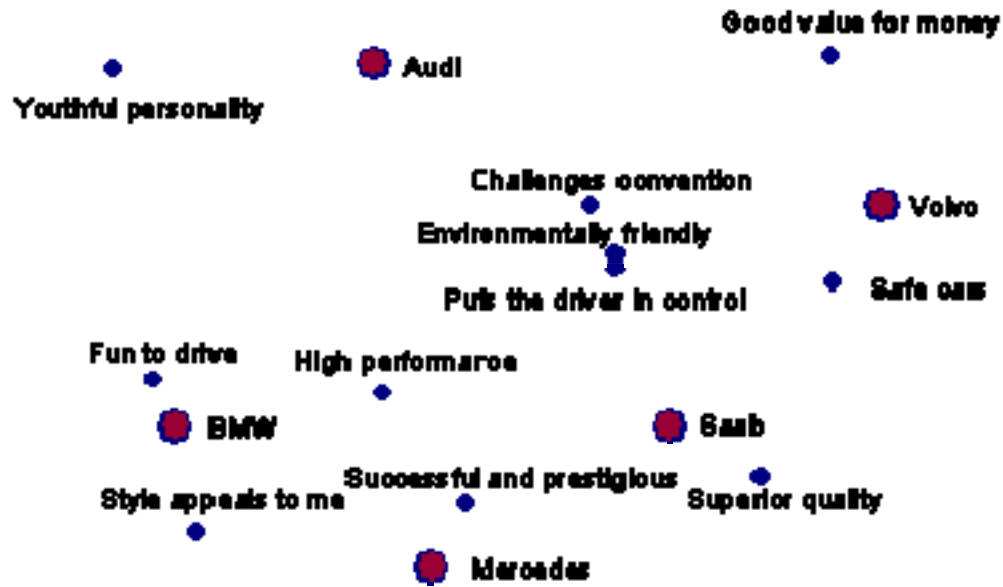 Good value for money
Audi
Youthful personality
Challenges convention
Volvo
Environmentally friendly
Safe cars
Puts the driver in control
Fun to drive
High performance
BMW
Saab
Successful and prestigious
Style appeals to me
Superior quality
Mercedes